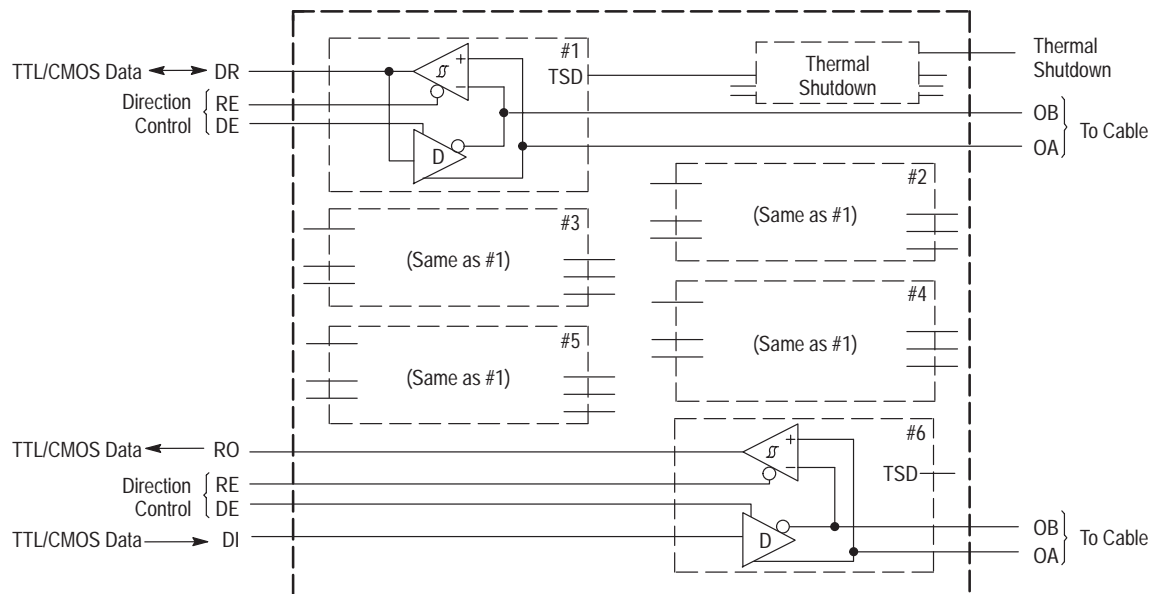 #1
TTL/CMOS Data DR
TSD
Thermal
Shutdown
Thermal
Shutdown
Direction
Control
RE
DE
+
−
D
OB
OA
To Cable
#2
(Same as #1)
#3
(Same as #1)
#4
(Same as #1)
#5
(Same as #1)
#6
TTL/CMOS Data RO
+
−
TSD
Direction
Control
RE
DE
TTL/CMOS Data DI
D
OB
OA
To Cable